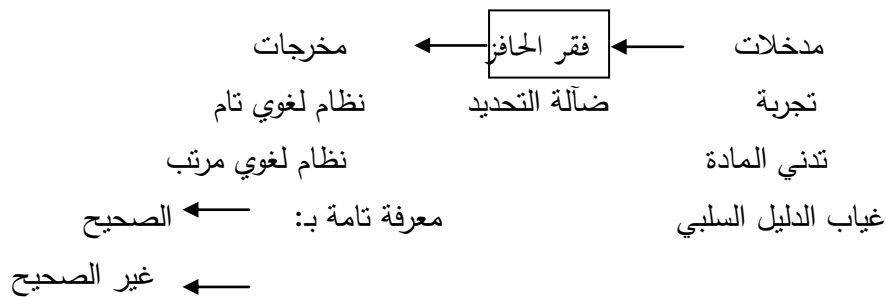 مدخلات فقر الحافز مخرجات
تجربة ضآلة التحديد نظام لغوي تام
تدني المادة نظام لغوي مرتب
غياب الدليل السلبي معرفة تامة بـ: الصحيح
غير الصحيح